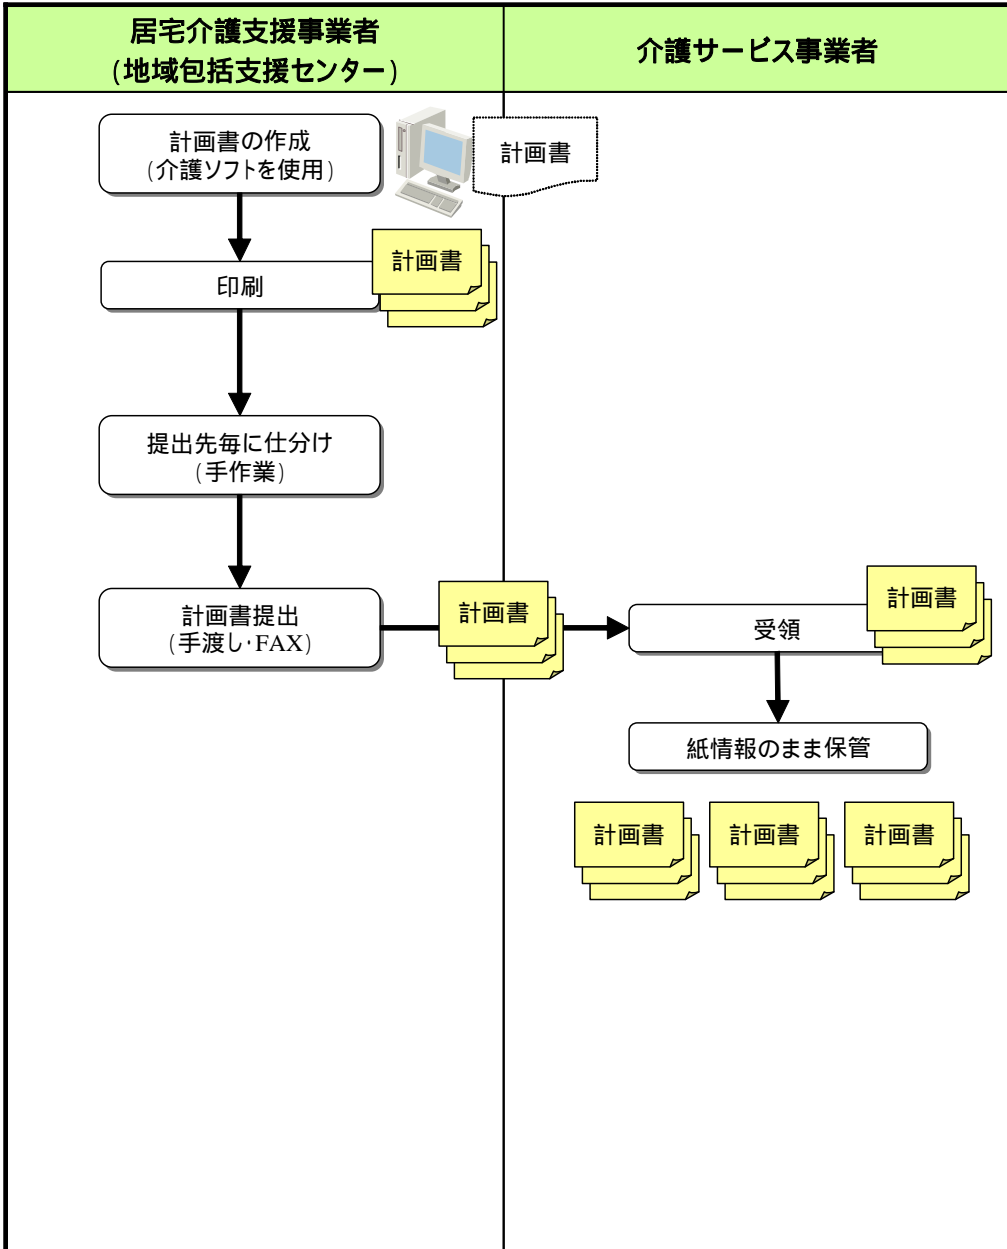 居宅介護支援事業者
(地域包括支援センター)
介護サービス事業者
計画書の作成
(介護ソフトを使用)
計画書
印刷
計画書
提出先毎に仕分け
(手作業)
計画書提出
(手渡し・FAX)
計画書
受領
計画書
紙情報のまま保管
計画書
計画書
計画書